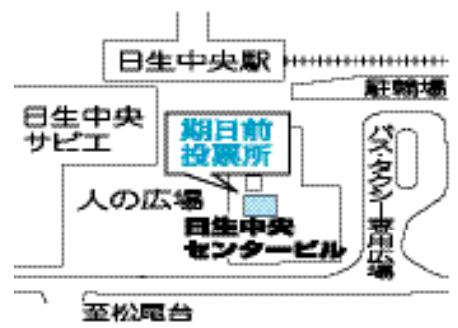 日生中央駅
駐輪場
日生中央
サピエ
期日前
投票所
バス・タクシー専用広場
人の広場
日生中央
センタービル
至松尾台